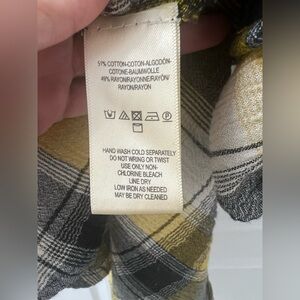 51% COTTON-COTON-ALGODÓN-
COTONE-BAUMWOLLE
49% RAYON/RAYONNE/RAYÓN/
RAYON/RAYON
HAND WASH COLD SEPARATELY
DO NOT WRING OR TWIST
USE ONLY NON-
CHLORINE BLEACH
LINE DRY
LOW IRON AS NEEDED
MAY BE DRY CLEANED